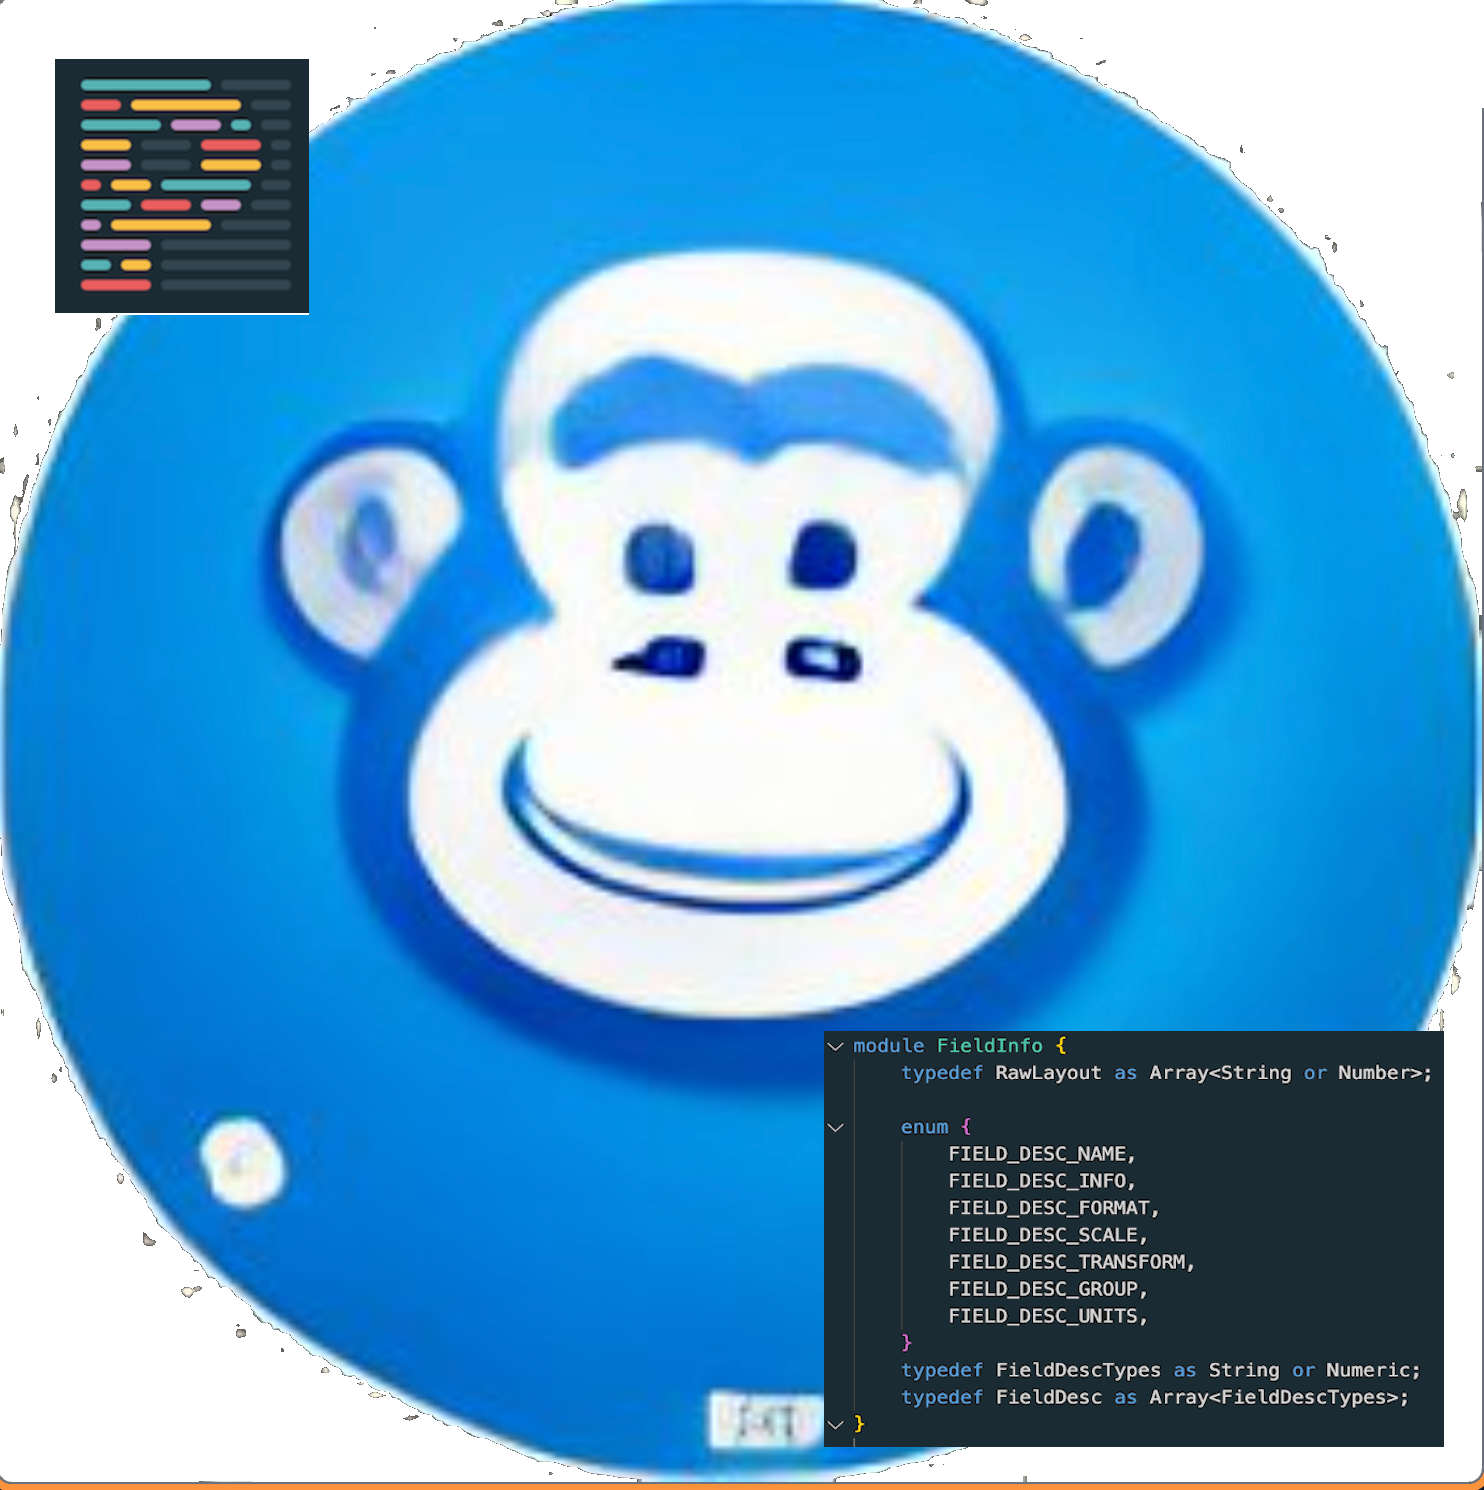 module FieldInfo {
typedef RawLayout as Array<String or Number>;
enum {
FIELD_DESC_NAME,
FIELD_DESC_INFO,
FIELD_DESC_FORMAT,
FIELD_DESC_SCALE,
FIELD_DESC_TRANSFORM,
FIELD_DESC_GROUP,
FIELD_DESC_UNITS,
}
typedef FieldDescTypes as String or Numeric;
typedef FieldDesc as Array<FieldDescTypes>;
}